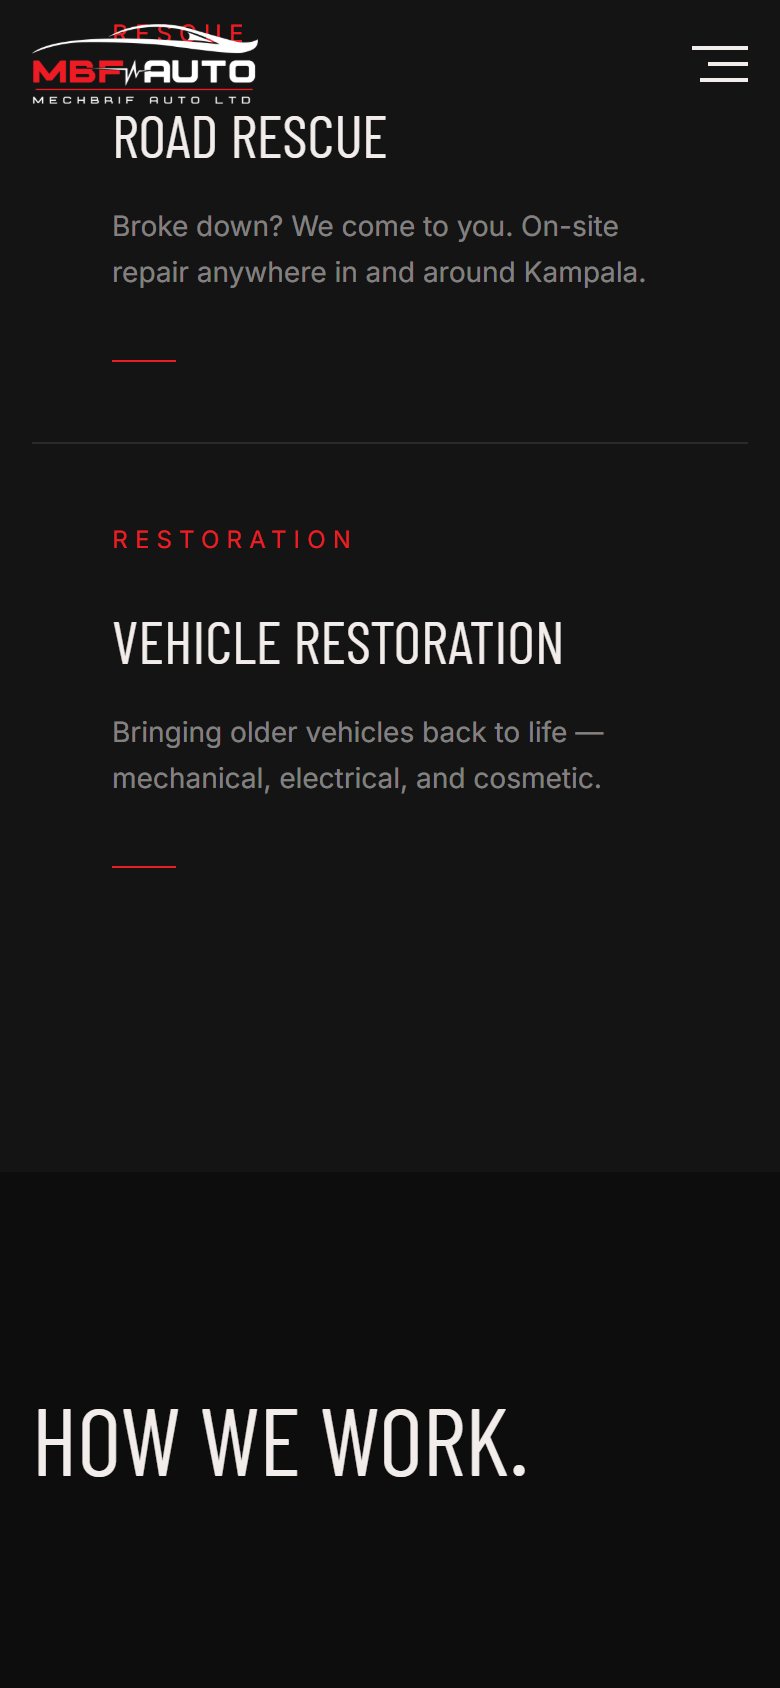 RESCUE
MBF AUTO
MECHBRIF AUTO LTD
ROAD RESCUE
Broke down? We come to you. On-site
repair anywhere in and around Kampala.
RESTORATION
VEHICLE RESTORATION
Bringing older vehicles back to life —
mechanical, electrical, and cosmetic.
HOW WE WORK.